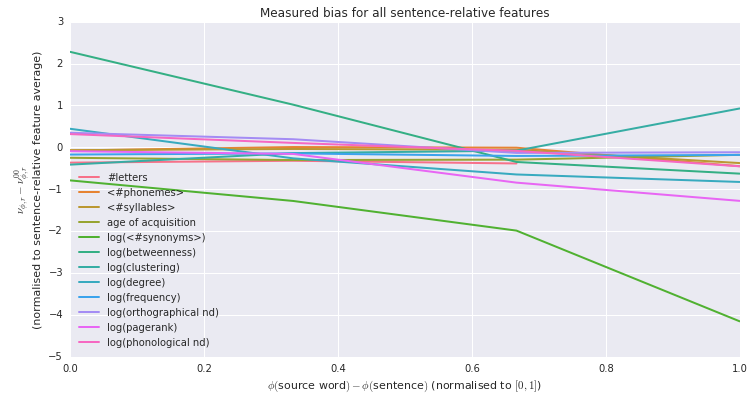 Measured bias for all sentence-relative features
3
2
1
0
−1
−2
−3
−4
−5
ν_{φ,r} − ν^{00}_{φ,r}
(normalised to sentence-relative feature average)
#letters
<#phonemes>
<#syllables>
age of acquisition
log(<#synonyms>)
log(betweenness)
log(clustering)
log(degree)
log(frequency)
log(orthographical nd)
log(pagerank)
log(phonological nd)
0.0 0.2 0.4 0.6 0.8 1.0
ϕ(source word) − ϕ(sentence) (normalised to [0, 1])